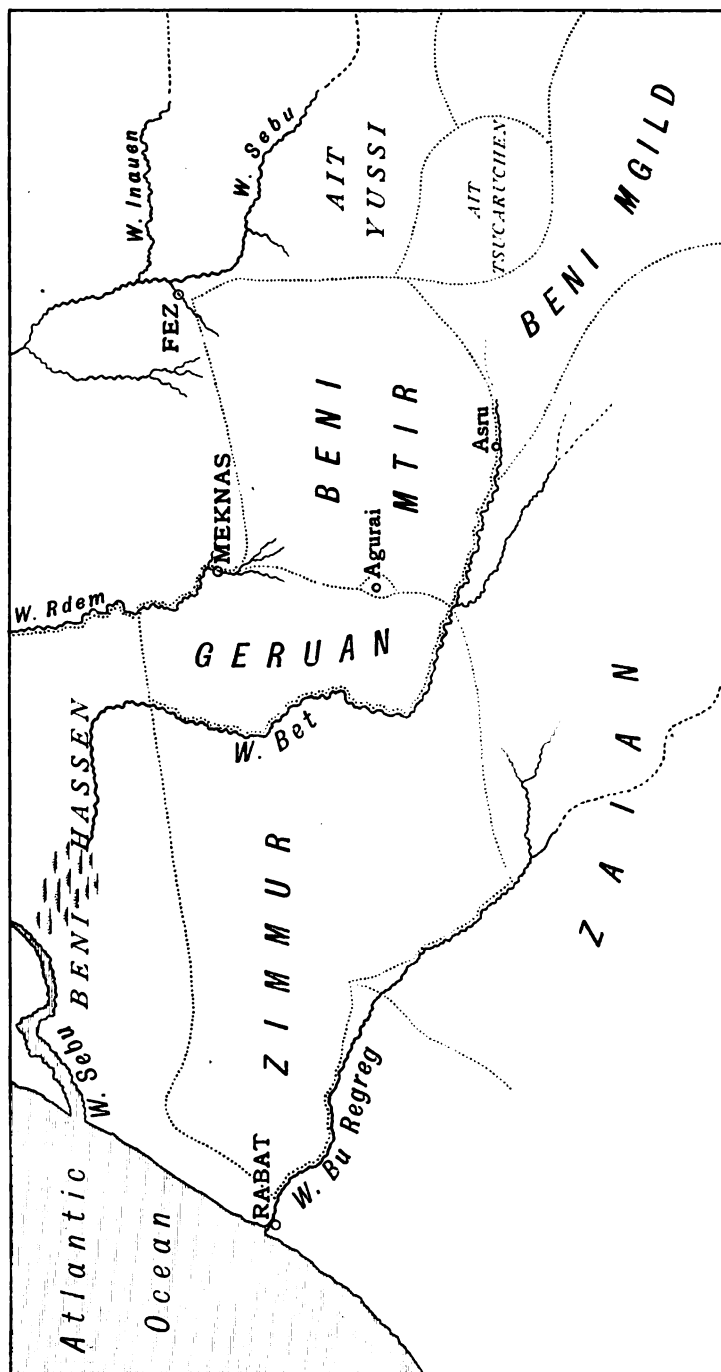 Atlantic
Ocean
W. Sebu
BENI HASSEN
W. Rdem
W. Inauen
W. Sebu
FEZ
MEKNAS
RABAT
W. Bu Regreg
ZIMMUR
W. Bet
GERUAN
Agurai
BENI
MTIR
Asru
AIT
YUSSI
AIT
TSUCARUCHEN
BENI MGILD
ZAIAN